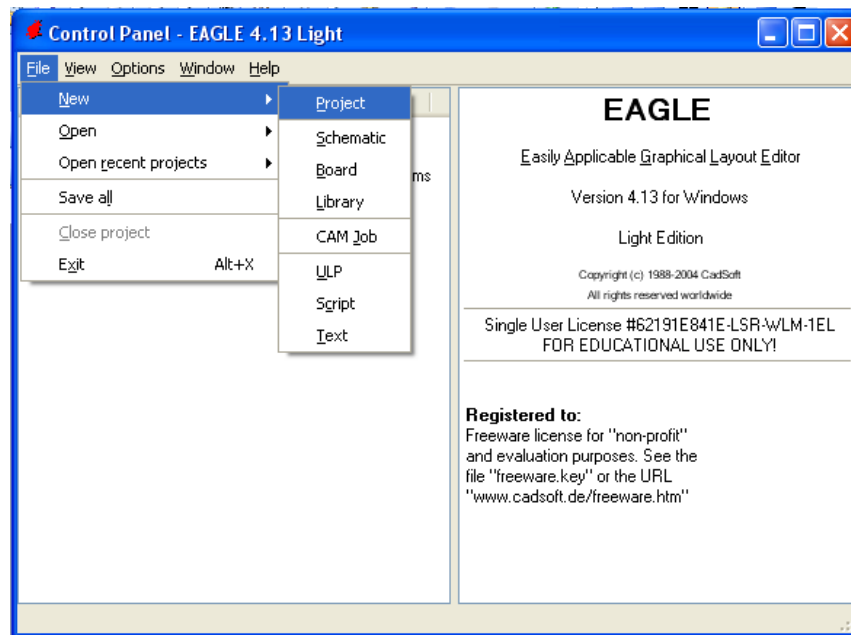 Control Panel - EAGLE 4.13 Light
File View Options Window Help
New
Open
Open recent projects
Save all
Close project
Exit Alt+X
Project
Schematic
Board
Library
CAM Job
ULP
Script
Text
ms
EAGLE
Easily Applicable Graphical Layout Editor
Version 4.13 for Windows
Light Edition
Copyright (c) 1988-2004 CadSoft
All rights reserved worldwide
Single User License #62191E841E-LSR-WLM-1EL
FOR EDUCATIONAL USE ONLY!
Registered to:
Freeware license for "non-profit"
and evaluation purposes. See the
file "freeware.key" or the URL
"www.cadsoft.de/freeware.htm"